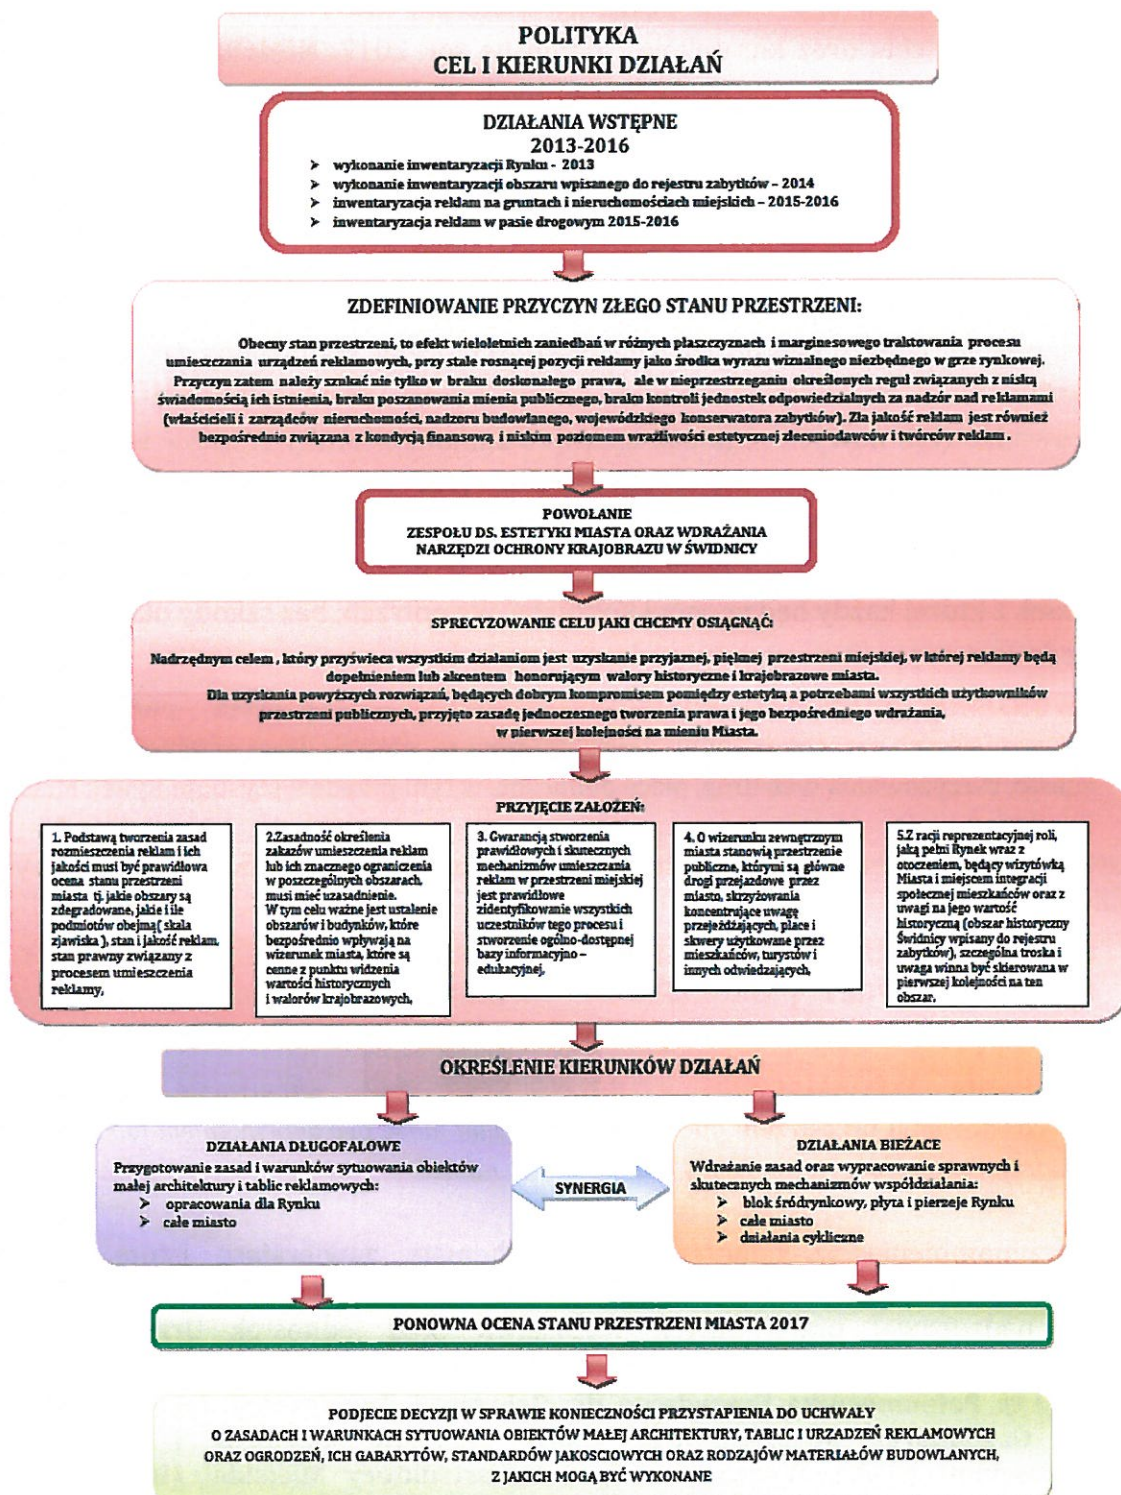 POLITYKA
CEL I KIERUNKI DZIAŁAŃ
DZIAŁANIA WSTĘPNE
2013-2016
➢ wykonanie inwentaryzacji Rynku - 2013
➢ wykonanie inwentaryzacji obszaru wpisanego do rejestru zabytków – 2014
➢ inwentaryzacja reklam na gruntach i nieruchomościach miejskich – 2015-2016
➢ inwentaryzacja reklam w pasie drogowym 2015-2016
ZDEFINIOWANIE PRZYCZYN ZŁEGO STANU PRZESTRZENI:
Obecny stan przestrzeni, to efekt wieloletnich zaniedbań w różnych płaszczyznach i marginesowego traktowania procesu
umieszczania urządzeń reklamowych, przy stale rosnącej pozycji reklamy jako środka wyrazu wizualnego niezbędnego w grze rynkowej.
Przyczyn zatem należy szukać nie tylko w braku doskonałego prawa, ale w nieprzestrzeganiu określonych reguł związanych z niską
świadomością ich istnienia, braku poszanowania mienia publicznego, braku kontroli jednostek odpowiedzialnych za nadzór nad reklamami
(właścicieli i zarządców nieruchomości, nadzoru budowlanego, wojewódzkiego konserwatora zabytków). Zła jakość reklam jest również
bezpośrednio związana z kondycją finansową i niskim poziomem wrażliwości estetycznej zleceniodawców i twórców reklam .
POWOŁANIE
ZESPOŁU DS. ESTETYKI MIASTA ORAZ WDRAŻANIA
NARZĘDZI OCHRONY KRAJOBRAZU W ŚWIDNICY
SPRECYZOWANIE CELU JAKI CHCEMY OSIĄGNĄĆ:
Nadrzędnym celem , który przyświeca wszystkim działaniom jest uzyskanie przyjaznej, pięknej przestrzeni miejskiej, w której reklamy będą
dopełnieniem lub akcentem honorującym walory historyczne i krajobrazowe miasta.
Dla uzyskania powyższych rozwiązań, będących dobrym kompromisem pomiędzy estetyką a potrzebami wszystkich użytkowników
przestrzeni publicznych, przyjęto zasadę jednoczesnego tworzenia prawa i jego bezpośredniego wdrażania,
w pierwszej kolejności na mieniu Miasta.
PRZYJĘCIE ZAŁOŻEŃ:
1. Podstawą tworzenia zasad
rozmieszczenia reklam i ich
jakości musi być prawidłowa
ocena stanu przestrzeni
miasta tj. jakie obszary są
zdegradowane, jakie i ile
podmiotów obejmą( skala
zjawiska ), stan i jakość reklam,
stan prawny związany z
procesem umieszczenia
reklamy,
2.Zasadność określenia
zakazów umieszczenia reklam
lub ich znacznego ograniczenia
w poszczególnych obszarach,
musi mieć uzasadnienie.
W tym celu ważne jest ustalenie
obszarów i budynków, które
bezpośrednio wpływają na
wizerunek miasta, które są
cenne z punktu widzenia
wartości historycznych
i walorów krajobrazowych,
3. Gwarancją stworzenia
prawidłowych i skutecznych
mechanizmów umieszczania
reklam w przestrzeni miejskiej
jest prawidłowe
zidentyfikowanie wszystkich
uczestników tego procesu i
stworzenie ogólno-dostępnej
bazy informacyjno –
edukacyjnej,
4. O wizerunku zewnętrznym
miasta stanowią przestrzenie
publiczne, którymi są główne
drogi przejazdowe przez
miasto, skrzyżowania
koncentrujące uwagę
przejeżdżających, place i
skwery użytkowane przez
mieszkańców, turystów i
innych odwiedzających,
5.Z racji reprezentacyjnej roli,
jaką pełni Rynek wraz z
otoczeniem, będący wizytówką
Miasta i miejscem integracji
społecznej mieszkańców oraz z
uwagi na jego wartość
historyczną (obszar historyczny
Świdnicy wpisany do rejestru
zabytków), szczególna troska i
uwaga winna być skierowana w
pierwszej kolejności na ten
obszar,
OKREŚLENIE KIERUNKÓW DZIAŁAŃ
DZIAŁANIA DŁUGOFALOWE
Przygotowanie zasad i warunków sytuowania obiektów
małej architektury i tablic reklamowych:
➢ opracowania dla Rynku
➢ całe miasto
SYNERGIA
DZIAŁANIA BIEŻACE
Wdrażanie zasad oraz wypracowanie sprawnych i
skutecznych mechanizmów współdziałania:
➢ blok śródrynkowy, płyta i pierzeje Rynku
➢ całe miasto
➢ działania cykliczne
PONOWNA OCENA STANU PRZESTRZENI MIASTA 2017
PODJECIE DECYZJI W SPRAWIE KONIECZNOŚCI PRZYSTAPIENIA DO UCHWAŁY
O ZASADACH I WARUNKACH SYTUOWANIA OBIEKTÓW MAŁEJ ARCHITEKTURY, TABLIC I URZADZEŃ REKLAMOWYCH
ORAZ OGRODZEŃ, ICH GABARYTÓW, STANDARDÓW JAKOSCIOWYCH ORAZ RODZAJÓW MATERIAŁÓW BUDOWLANYCH,
Z JAKICH MOGĄ BYĆ WYKONANE